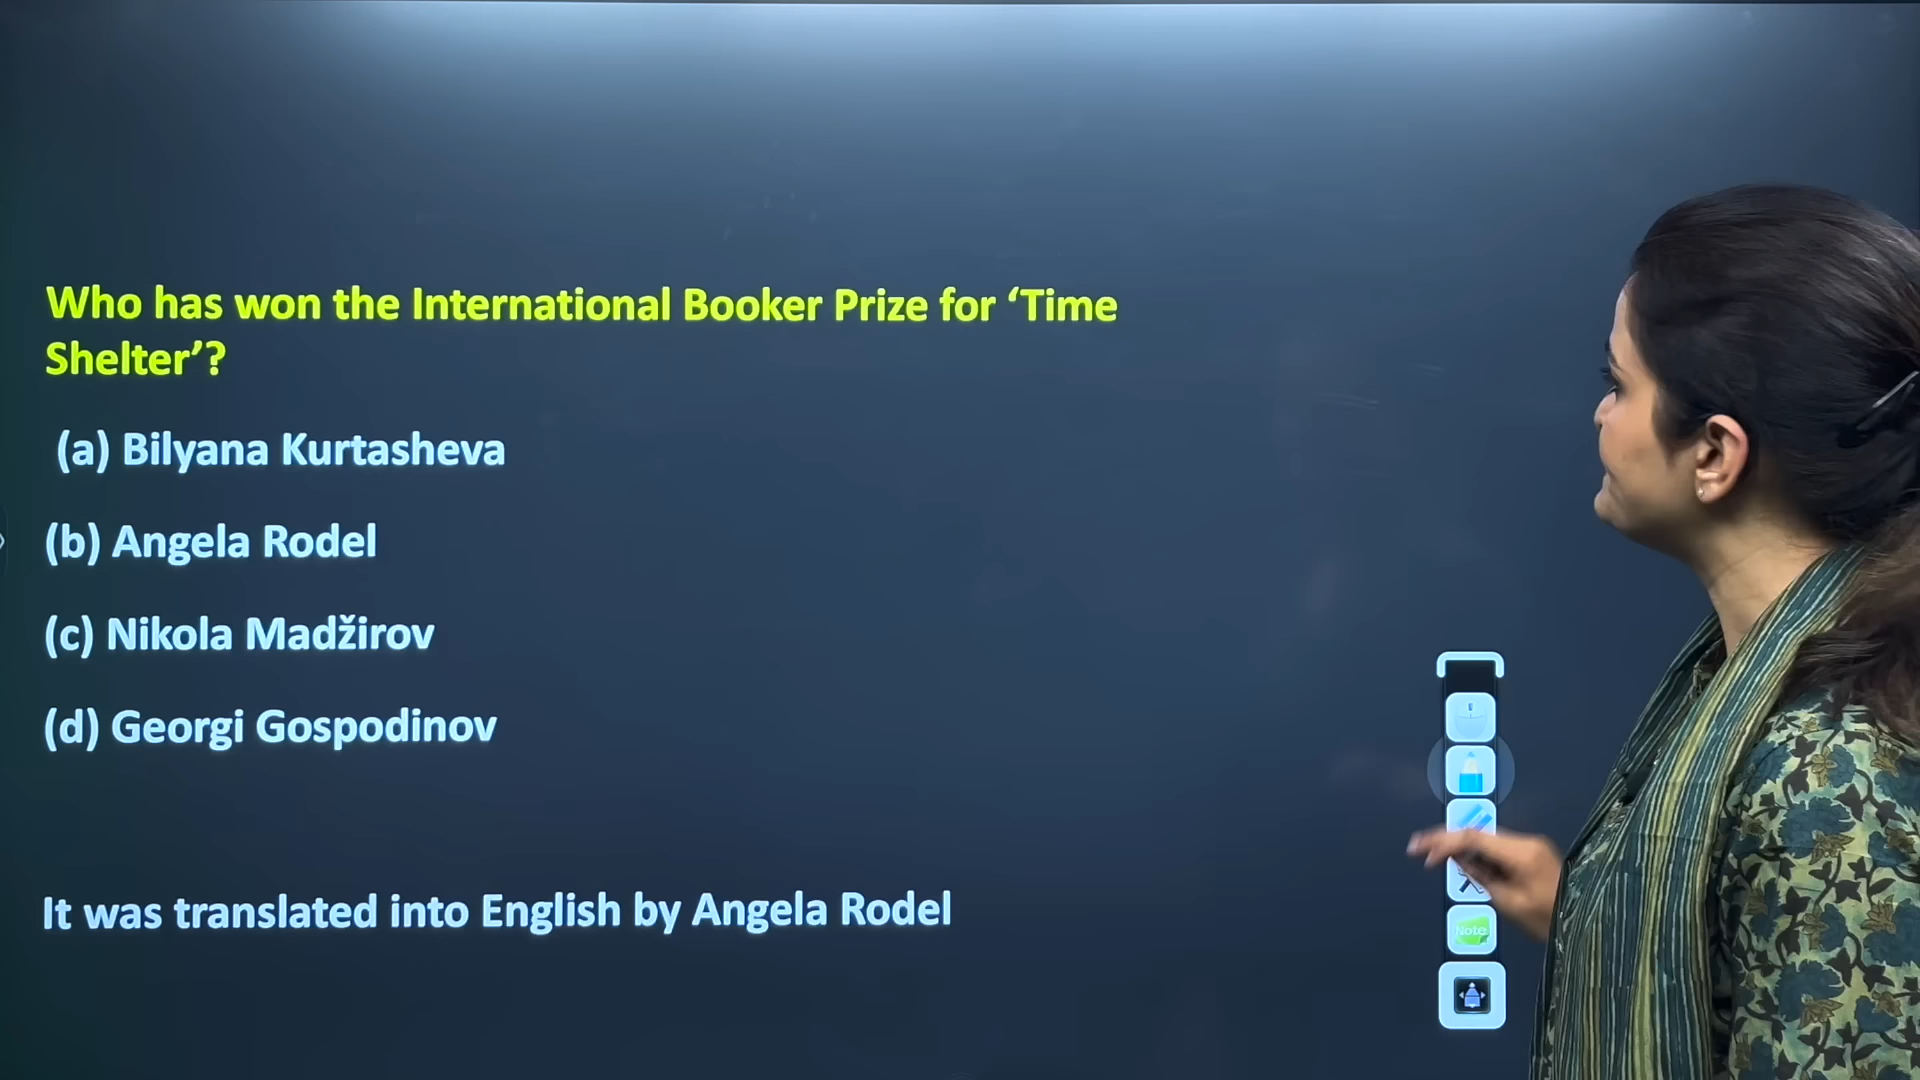 Who has won the International Booker Prize for ‘Time
Shelter’?
(a) Bilyana Kurtasheva
(b) Angela Rodel
(c) Nikola Madžirov
(d) Georgi Gospodinov
It was translated into English by Angela Rodel
Note